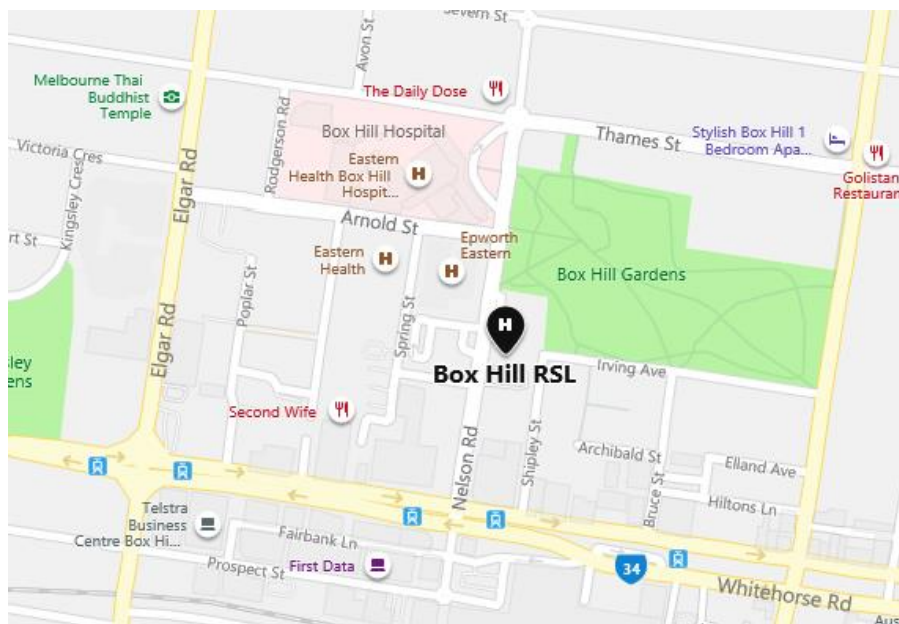 Severn St
Avon St
Melbourne Thai
Buddhist
Temple
The Daily Dose
Rodgerson Rd
Box Hill Hospital
Thames St
Stylish Box Hill 1
Bedroom Apa...
Victoria Cres
Eastern
Health Box Hill
Hospit...
H
Golistan
Restaurant
Kingsley Cres
Elgar Rd
Arnold St
rt St
Eastern
Health
H
Epworth
Eastern
H
Box Hill Gardens
Poplar St
Spring St
H
Elgar Rd
sley
ens
Box Hill RSL
Irving Ave
Second Wife
Nelson Rd
Shipley St
Archibald St
Elland Ave
Bruce St
Hiltons Ln
Telstra
Business
Centre Box Hi...
Fairbank Ln
Prospect St
First Data
34
Whitehorse Rd
Aus